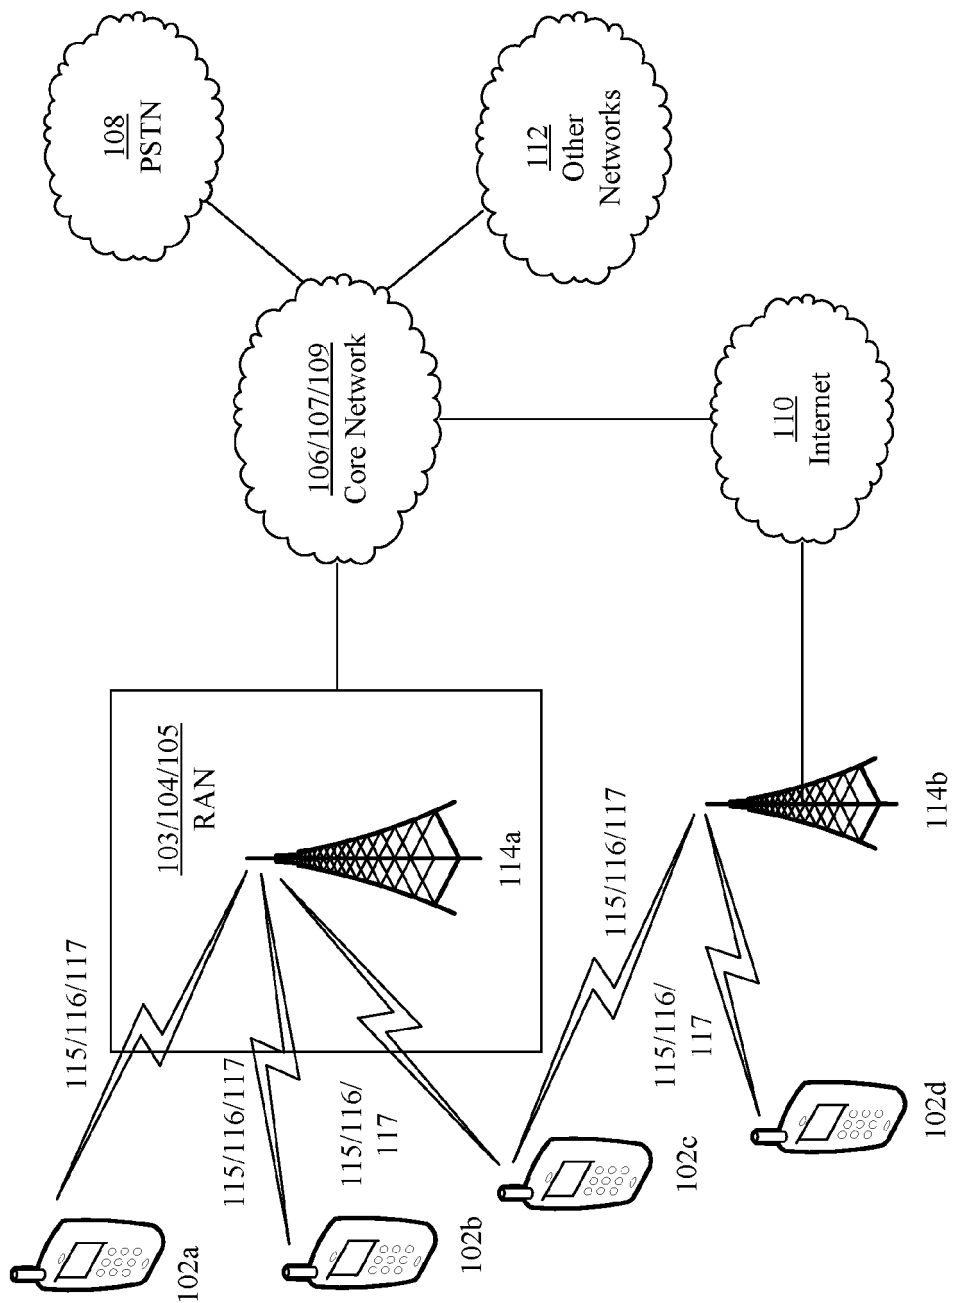 108
PSTN
112
Other
Networks
106/107/109
Core Network
110
Internet
103/104/105
RAN
114a
114b
115/116/117
115/116/117
115/116/
117
115/116/117
115/116/
117
102a
102b
102c
102d